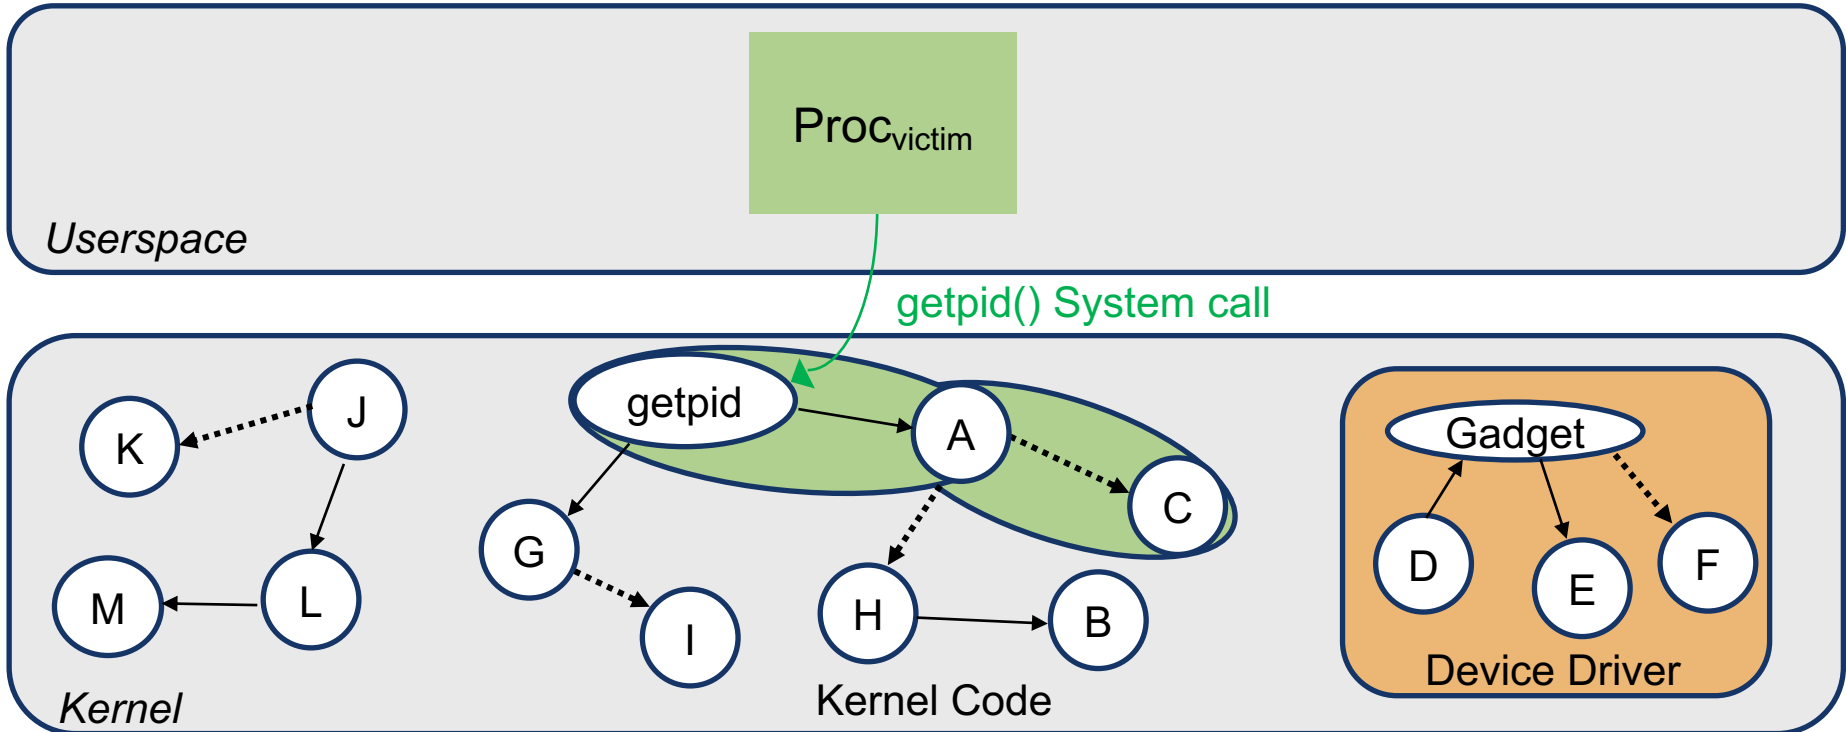 Procvictim
Userspace
getpid() System call
J
K
getpid
A
Gadget
C
G
D
E
F
M
L
I
H
B
Device Driver
Kernel
Kernel Code